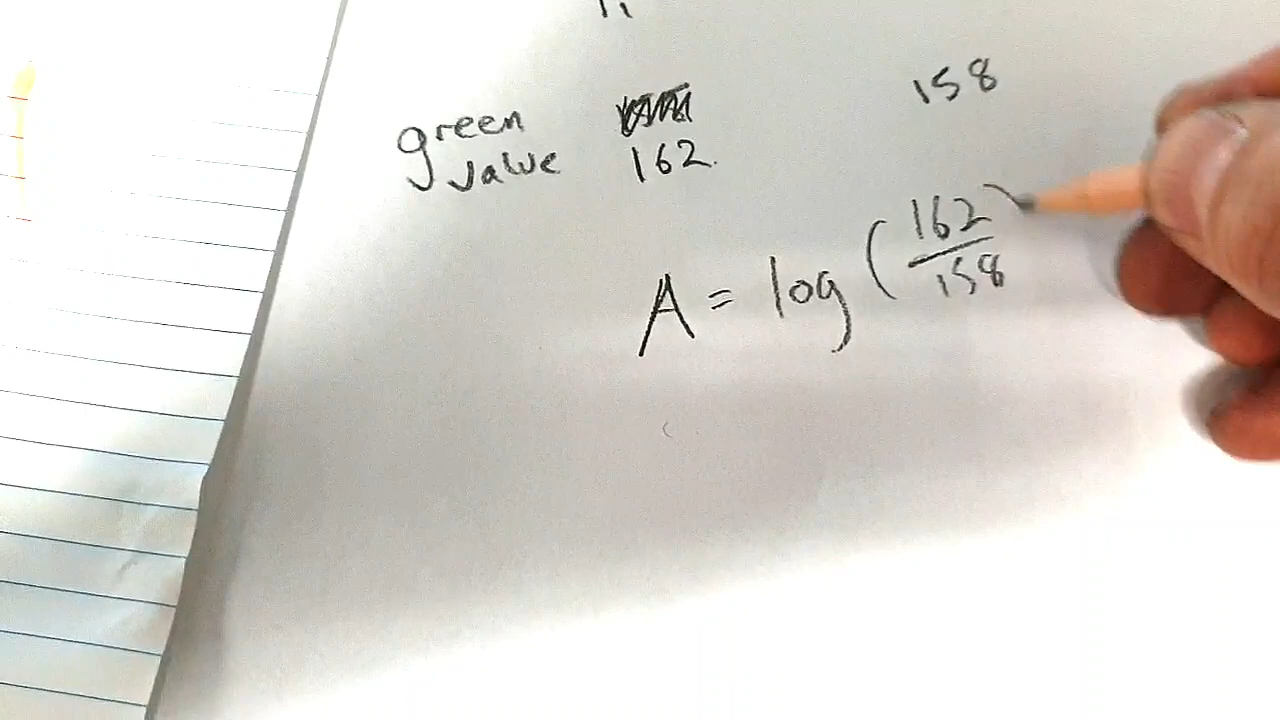 green 158
value 162.
A = log ( 162 / 158 )